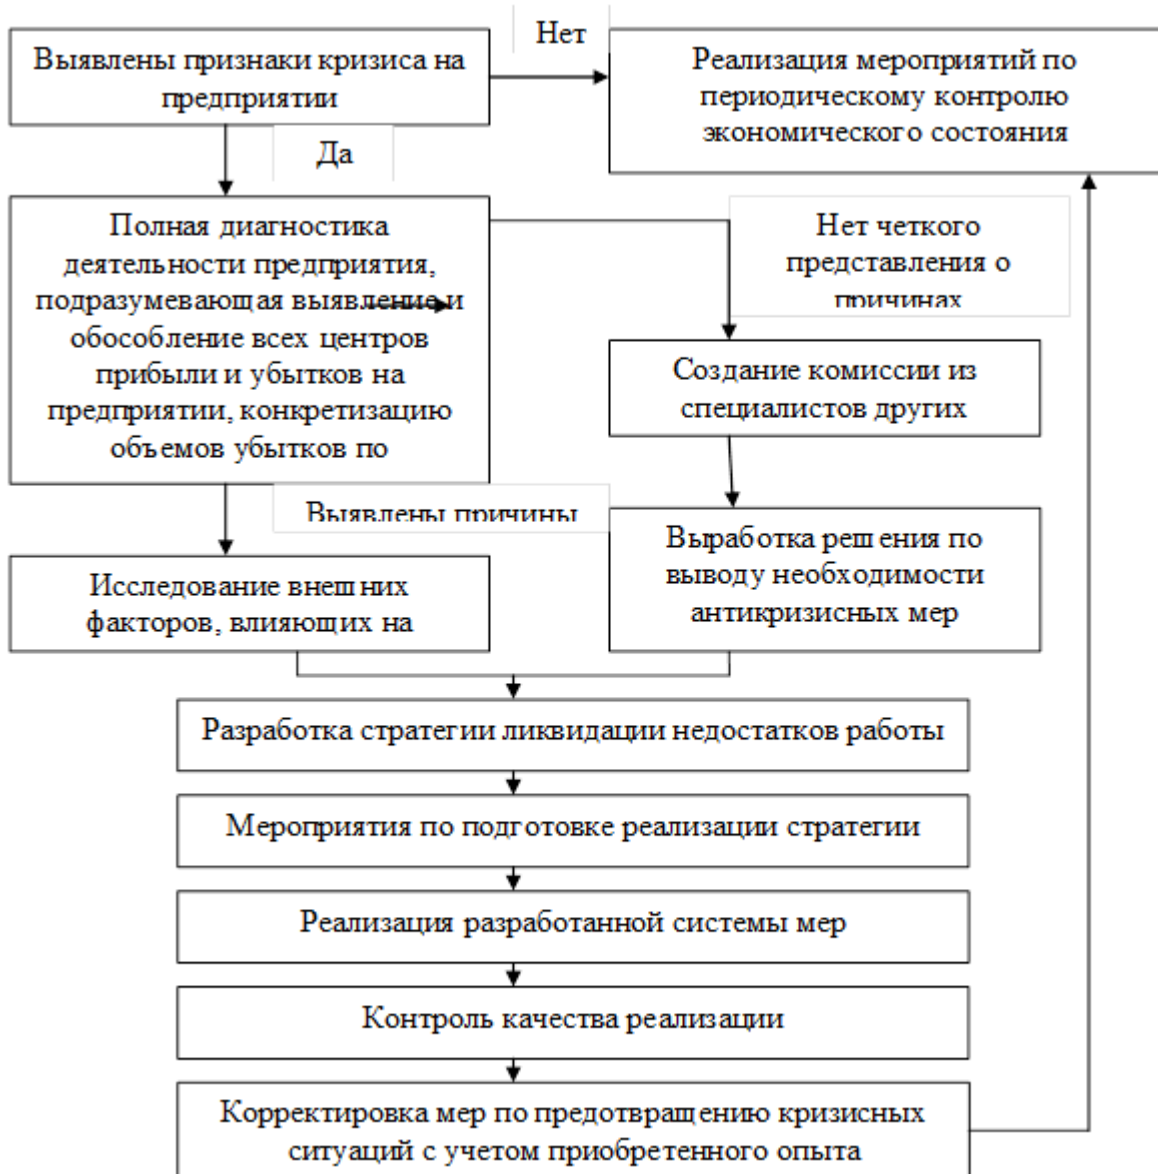 Нет
Выявлены признаки кризиса на
предприятии
Реализация мероприятий по
периодическому контролю
экономического состояния
Да
Полная диагностика
деятельности предприятия,
подразумевающая выявление и
обособление всех центров
прибыли и убытков на
предприятии, конкретизацию
объемов убытков по
Нет четкого
представления о
причинах
Создание комиссии из
специалистов других
Выявлены причины
Исследование внешних
факторов, влияющих на
Выработка решения по
выводу необходимости
антикризисных мер
Разработка стратегии ликвидации недостатков работы
Мероприятия по подготовке реализации стратегии
Реализация разработанной системы мер
Контроль качества реализации
Корректировка мер по предотвращению кризисных
ситуаций с учетом приобретенного опыта